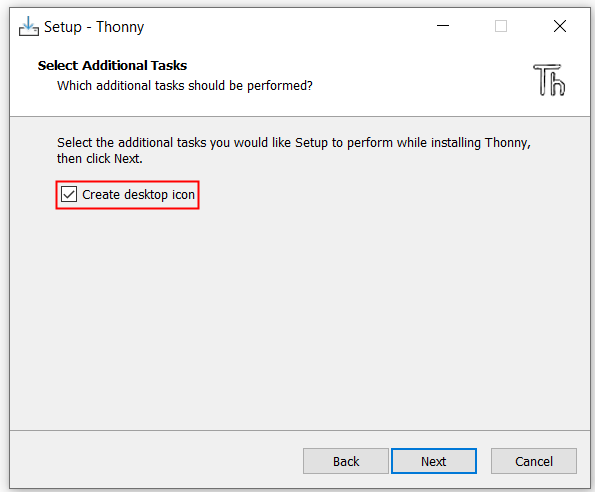 Setup - Thonny
Select Additional Tasks
Which additional tasks should be performed?
Th
Select the additional tasks you would like Setup to perform while installing Thonny,
then click Next.
Create desktop icon
Back
Next
Cancel